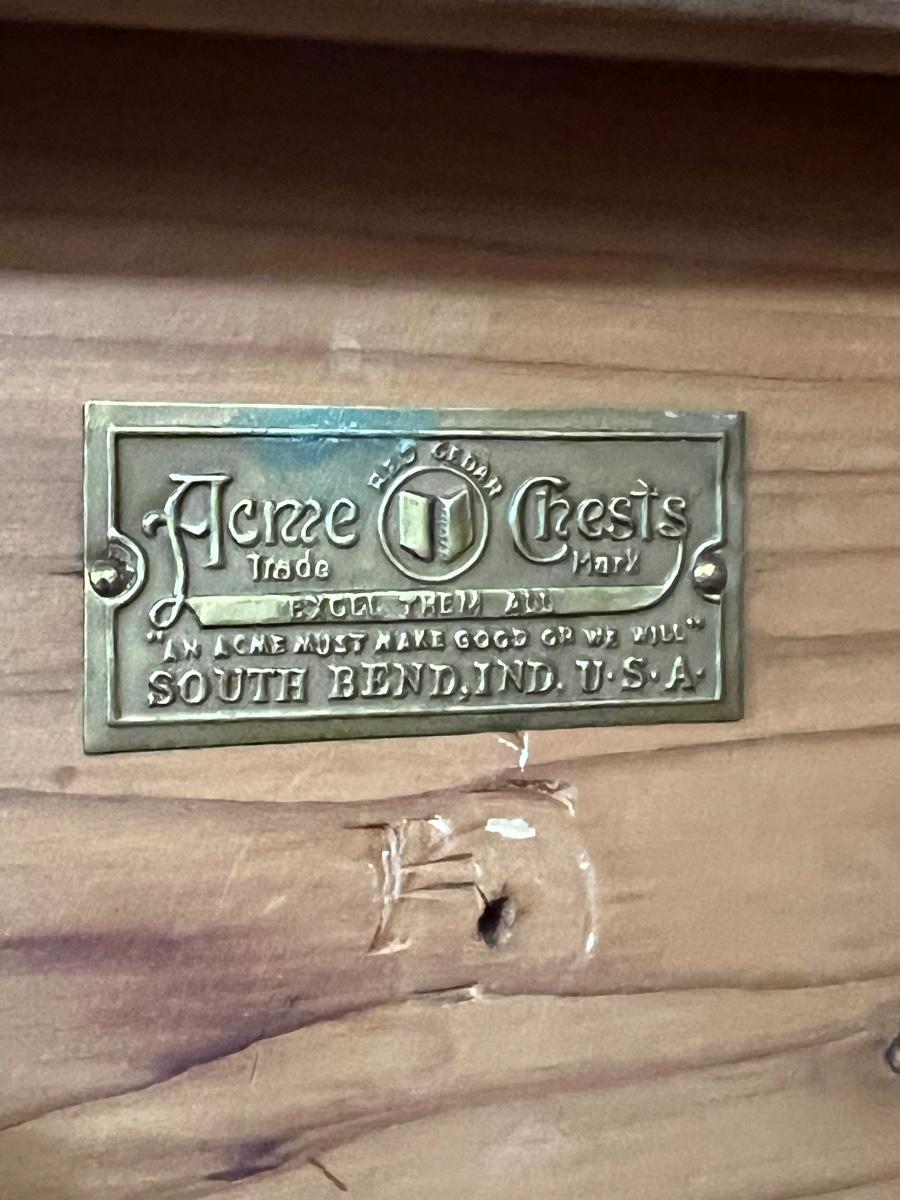 RED CEDAR
Acme Chests
Trade Mark
EXCELL THEM ALL
"AN ACME MUST MAKE GOOD OR WE WILL"
SOUTH BEND, IND. U.S.A.